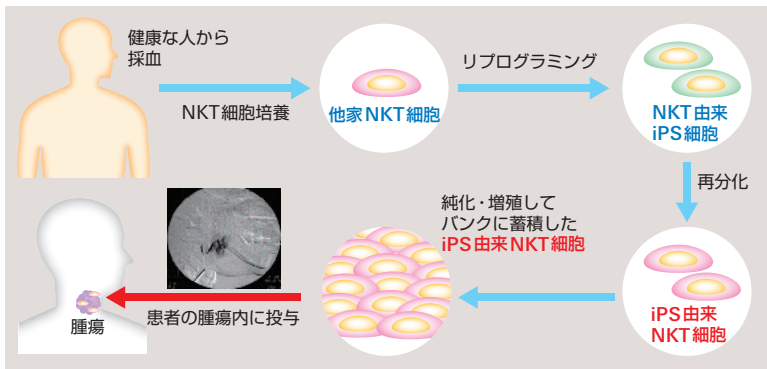 健康な人から
採血
NKT細胞培養
他家NKT細胞
リプログラミング
NKT由来
iPS細胞
再分化
iPS由来
NKT細胞
純化・増殖して
バンクに蓄積した
iPS由来NKT細胞
患者の腫瘍内に投与
腫瘍